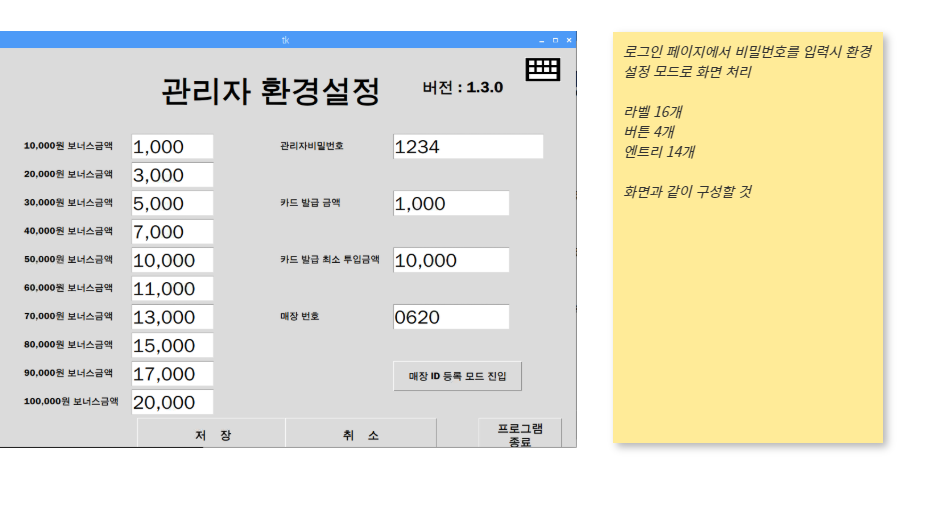 tk
관리자 환경설정
버전 : 1.3.0
10,000원 보너스금액 1,000
20,000원 보너스금액 3,000
30,000원 보너스금액 5,000
40,000원 보너스금액 7,000
50,000원 보너스금액 10,000
60,000원 보너스금액 11,000
70,000원 보너스금액 13,000
80,000원 보너스금액 15,000
90,000원 보너스금액 17,000
100,000원 보너스금액 20,000
관리자비밀번호 1234
카드 발급 금액 1,000
카드 발급 최소 투입금액 10,000
매장 번호 0620
매장 ID 등록 모드 진입
저 장
취 소
프로그램
종료
로그인 페이지에서 비밀번호를 입력시 환경
설정 모드로 화면 처리
라벨 16개
버튼 4개
엔트리 14개
화면과 같이 구성할 것